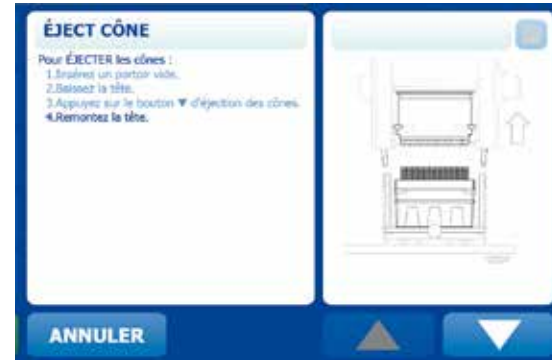 ÉJECT CÔNE
Pour ÉJECTER les cônes :
1.Insérez un portoir vide.
2.Baissez la tête.
3.Appuyez sur le bouton ▼ d'éjection des cônes.
4.Remontez la tête.
ANNULER